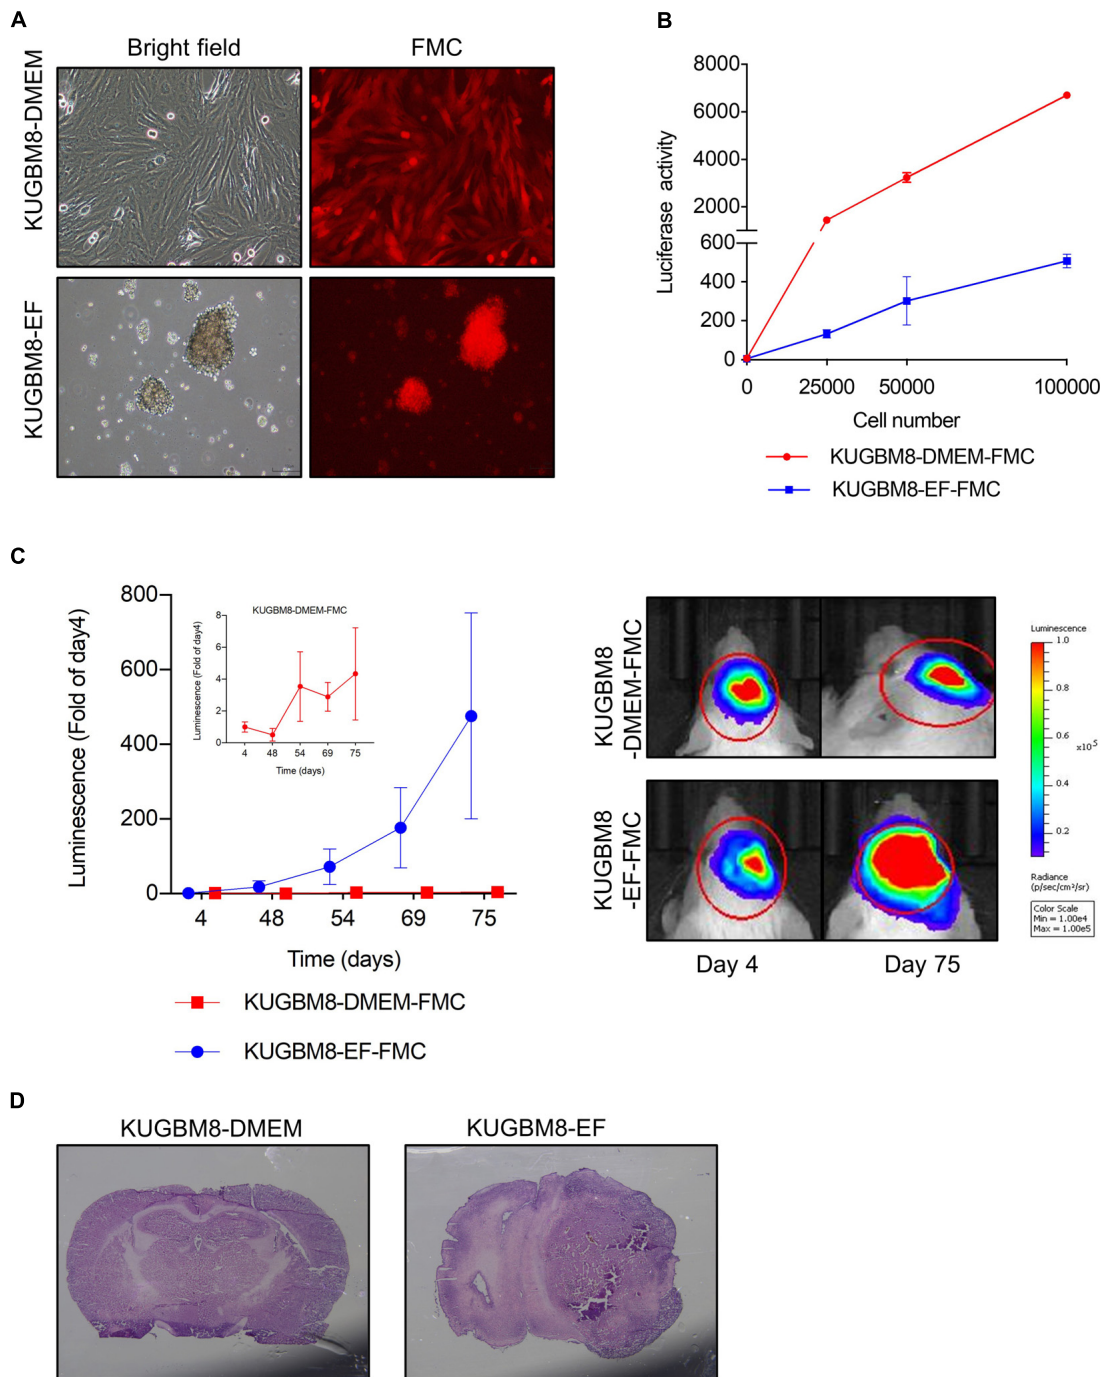 A
Bright field
FMC
KUGBM8-DMEM
KUGBM8-EF
B
Luciferase activity
8000
6000
4000
2000
600
400
200
0
0
25000
50000
100000
Cell number
KUGBM8-DMEM-FMC
KUGBM8-EF-FMC
C
Luminescence (Fold of day4)
800
600
400
200
0
4
48
54
69
75
Time (days)
KUGBM8-DMEM-FMC
Luminescence (Fold of day4)
8
6
4
2
0
4
48
54
69
75
Time (days)
KUGBM8-DMEM-FMC
KUGBM8-EF-FMC
KUGBM8
-DMEM-FMC
KUGBM8
-EF-FMC
Day 4
Day 75
Luminescence
1.0
0.8
0.6
x10⁵
0.4
0.2
Radiance
(p/sec/cm²/sr)
Color Scale
Min = 1.00e4
Max = 1.00e5
D
KUGBM8-DMEM
KUGBM8-EF